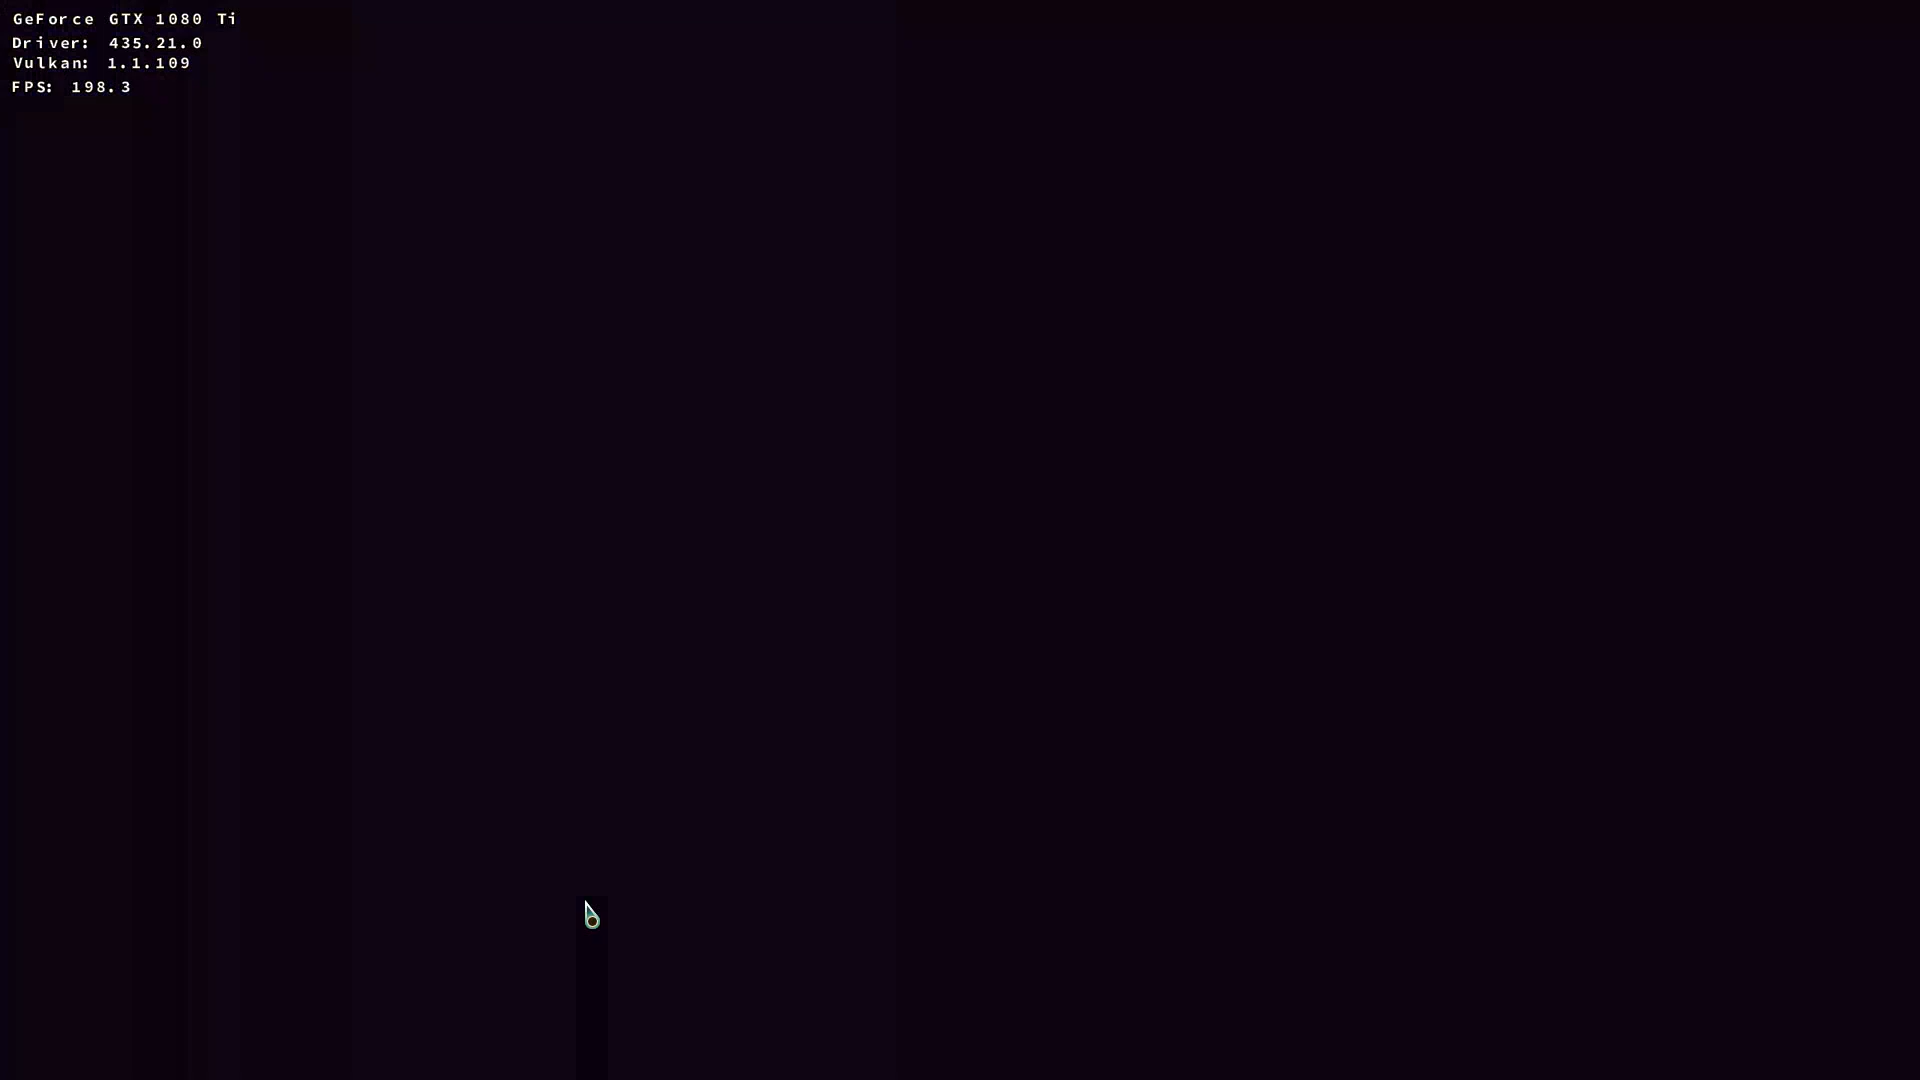 GeForce GTX 1080 Ti
Driver: 435.21.0
Vulkan: 1.1.109
FPS: 198.3